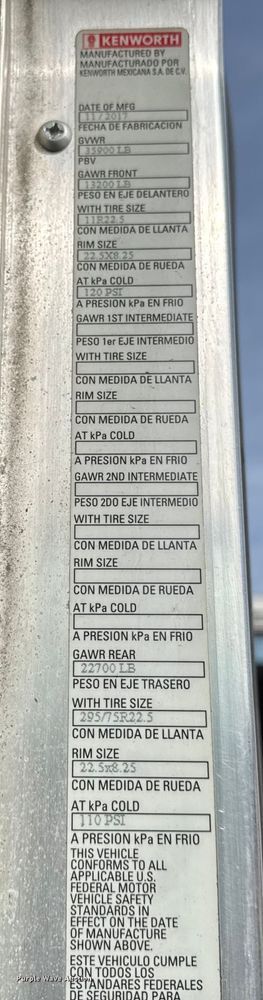 KENWORTH
MANUFACTURED BY
MANUFACTURADO POR
KENWORTH MEXICANA S.A. DE C.V.
DATE OF MFG
11/2017
FECHA DE FABRICACION
GVWR
35900 LB
PBV
GAWR FRONT
13200 LB
PESO EN EJE DELANTERO
WITH TIRE SIZE
11R22.5
CON MEDIDA DE LLANTA
RIM SIZE
22.5X8.25
CON MEDIDA DE RUEDA
AT kPa COLD
120 PSI
A PRESION kPa EN FRIO
GAWR 1ST INTERMEDIATE
PESO 1er EJE INTERMEDIO
WITH TIRE SIZE
CON MEDIDA DE LLANTA
RIM SIZE
CON MEDIDA DE RUEDA
AT kPa COLD
A PRESION kPa EN FRIO
GAWR 2ND INTERMEDIATE
PESO 2DO EJE INTERMEDIO
WITH TIRE SIZE
CON MEDIDA DE LLANTA
RIM SIZE
CON MEDIDA DE RUEDA
AT kPa COLD
A PRESION kPa EN FRIO
GAWR REAR
22700 LB
PESO EN EJE TRASERO
WITH TIRE SIZE
295/75R22.5
CON MEDIDA DE LLANTA
RIM SIZE
22.5x8.25
CON MEDIDA DE RUEDA
AT kPa COLD
110 PSI
A PRESION kPa EN FRIO
THIS VEHICLE
CONFORMS TO ALL
APPLICABLE U.S.
FEDERAL MOTOR
VEHICLE SAFETY
STANDARDS IN
EFFECT ON THE DATE
OF MANUFACTURE
SHOWN ABOVE.
ESTE VEHICULO CUMPLE
CON TODOS LOS
ESTANDARES FEDERALES
DE SEGURIDAD PARA
Purple Wave Auction